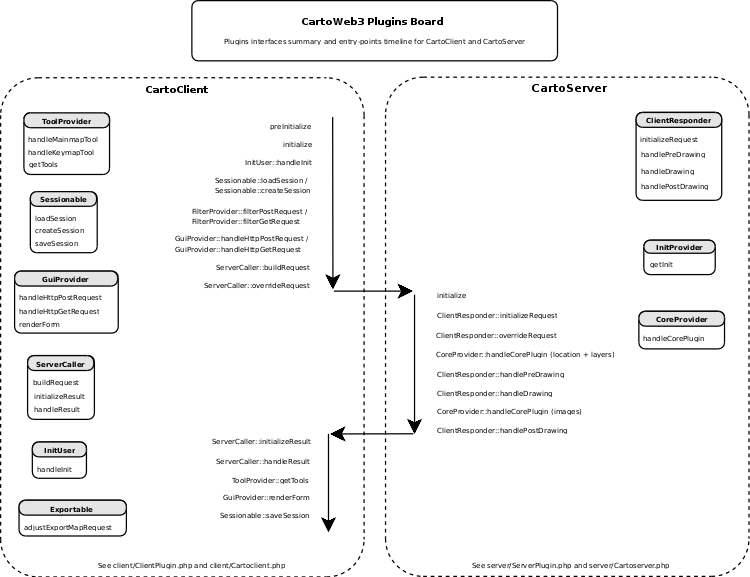 CartoWeb3 Plugins Board
Plugins interfaces summary and entry-points timeline for CartoClient and CartoServer
CartoClient
ToolProvider
handleMainmapTool
handleKeymapTool
getTools
Sessionable
loadSession
createSession
saveSession
GuiProvider
handleHttpPostRequest
handleHttpGetRequest
renderForm
ServerCaller
buildRequest
initializeResult
handleResult
InitUser
handleInit
Exportable
adjustExportMapRequest
preInitialize
initialize
InitUser::handleInit
Sessionable::loadSession /
Sessionable::createSession
FilterProvider::filterPostRequest /
FilterProvider::filterGetRequest
GuiProvider::handleHttpPostRequest /
GuiProvider::handleHttpGetRequest
ServerCaller::buildRequest
ServerCaller::overrideRequest
ServerCaller::initializeResult
ServerCaller::handleResult
ToolProvider::getTools
GuiProvider::renderForm
Sessionable::saveSession
See client/ClientPlugin.php and client/Cartoclient.php
CartoServer
initialize
ClientResponder::initializeRequest
ClientResponder::overrideRequest
CoreProvider::handleCorePlugin (location + layers)
ClientResponder::handlePreDrawing
ClientResponder::handleDrawing
CoreProvider::handleCorePlugin (images)
ClientResponder::handlePostDrawing
ClientResponder
initializeRequest
handlePreDrawing
handleDrawing
handlePostDrawing
InitProvider
getInit
CoreProvider
handleCorePlugin
See server/ServerPlugin.php and server/Cartoserver.php